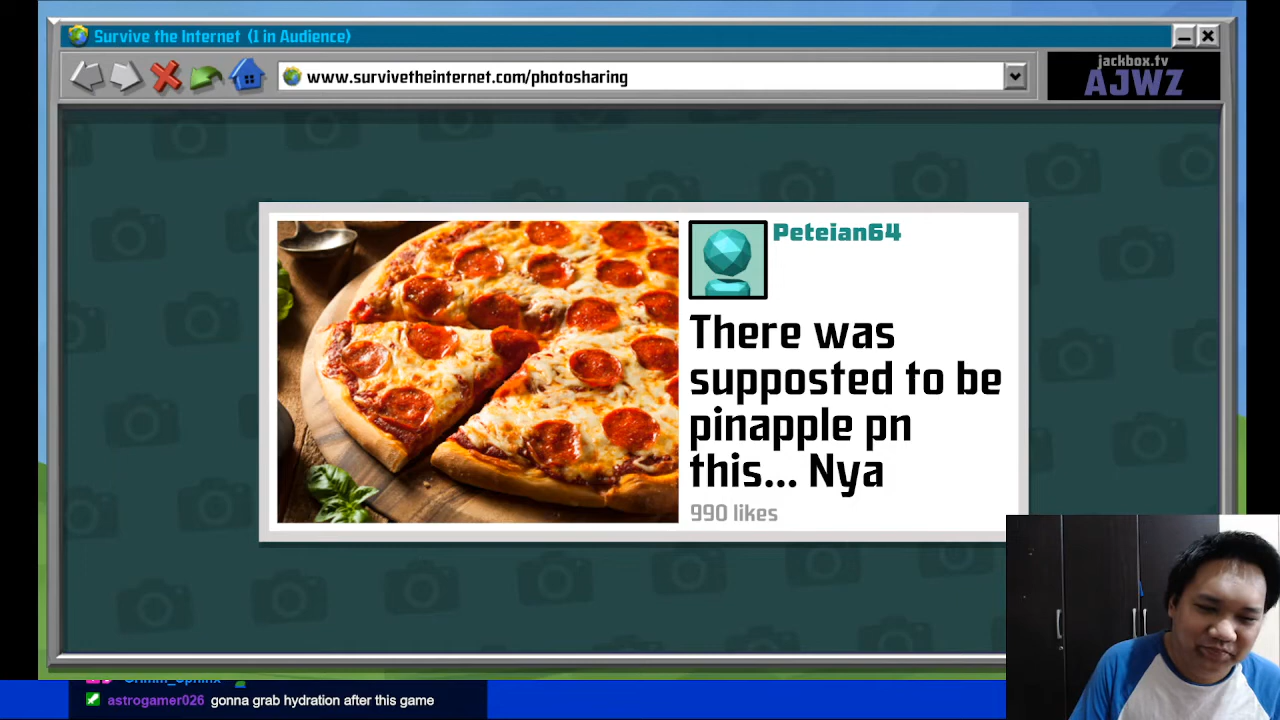 Survive the Internet (1 in Audience)
www.survivetheinternet.com/photosharing
jackbox.tv
AJWZ
Peteian64
There was
supposted to be
pinapple pn
this... Nya
990 likes
astrogamer026 gonna grab hydration after this game